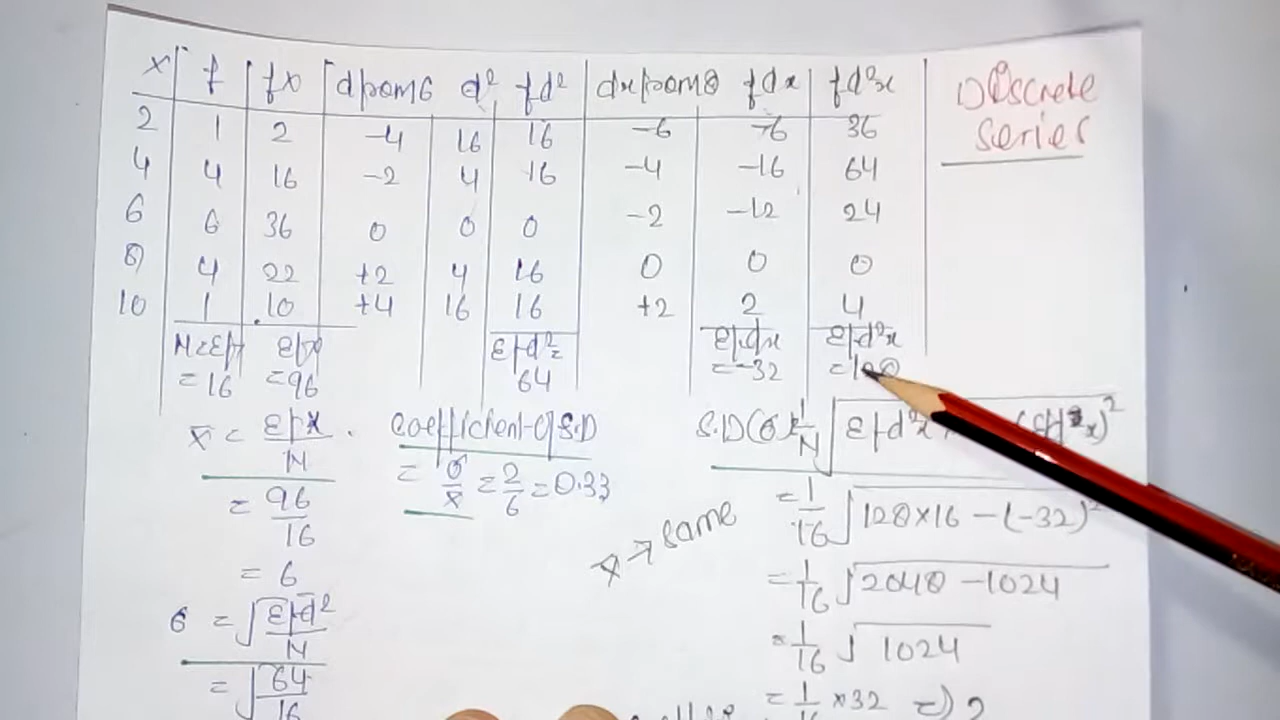 x f fx d from 6 d² fd² dx from 8 fdx fd²x Discrete series
2 1 2 -4 16 16 -6 -6 36
4 4 16 -2 4 16 -4 -16 64
6 6 36 0 0 0 -2 -12 24
8 4 22 +2 4 16 0 0 0
10 1 10 +4 16 16 +2 2 4
N=Σf Σfx Σfd²= Σfdx Σfd²x
=16 =96 64 =-32 =128
x̄ = Σfx/N
= 96/16
= 6
σ = √Σfd²/N
= √64/16
Coefficient of S.D
= σ/x̄ = 2/6 = 0.33
x̄ → same
S.D(σ) = 1/N √Σfd²x
= 1/16 √128×16 -(-32)²
= 1/16 √2048 -1024
= 1/16 √1024
= 1/16 ×32 => 2